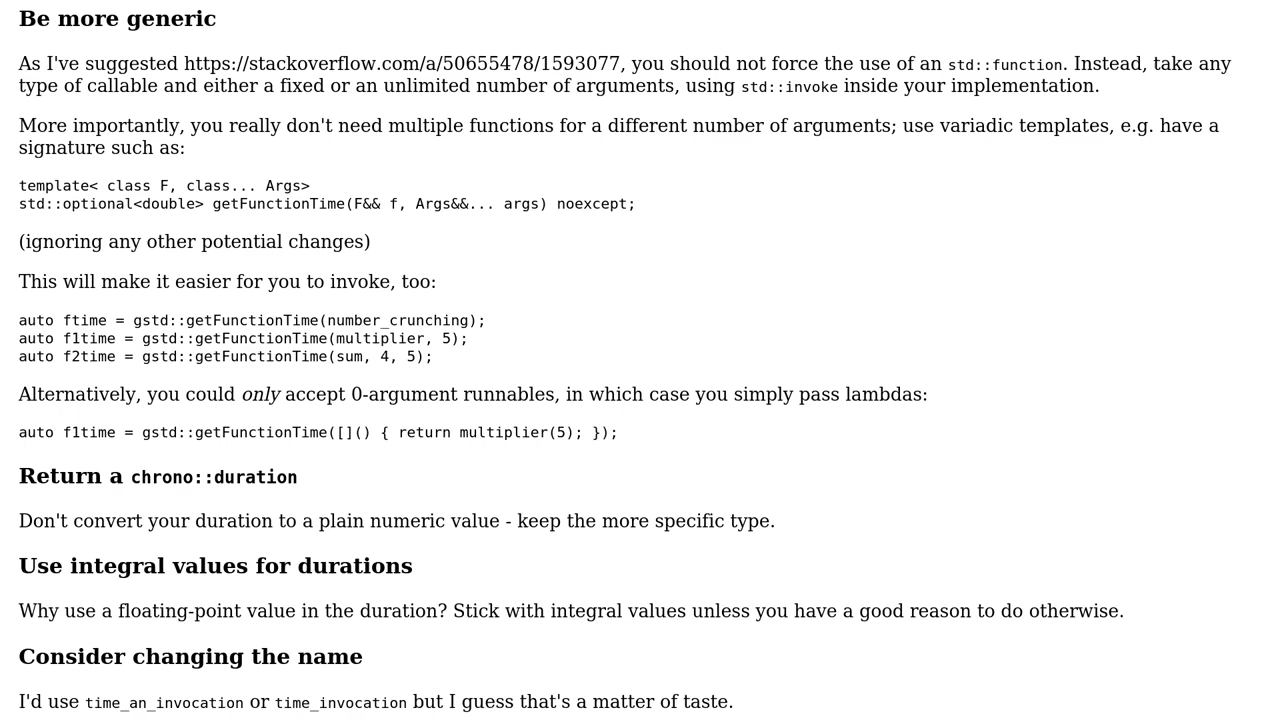 Be more generic
As I've suggested https://stackoverflow.com/a/50655478/1593077, you should not force the use of an std::function. Instead, take any
type of callable and either a fixed or an unlimited number of arguments, using std::invoke inside your implementation.
More importantly, you really don't need multiple functions for a different number of arguments; use variadic templates, e.g. have a
signature such as:
template< class F, class... Args>
std::optional<double> getFunctionTime(F&& f, Args&&... args) noexcept;
(ignoring any other potential changes)
This will make it easier for you to invoke, too:
auto ftime = gstd::getFunctionTime(number_crunching);
auto f1time = gstd::getFunctionTime(multiplier, 5);
auto f2time = gstd::getFunctionTime(sum, 4, 5);
Alternatively, you could only accept 0-argument runnables, in which case you simply pass lambdas:
auto f1time = gstd::getFunctionTime([]() { return multiplier(5); });
Return a chrono::duration
Don't convert your duration to a plain numeric value - keep the more specific type.
Use integral values for durations
Why use a floating-point value in the duration? Stick with integral values unless you have a good reason to do otherwise.
Consider changing the name
I'd use time_an_invocation or time_invocation but I guess that's a matter of taste.